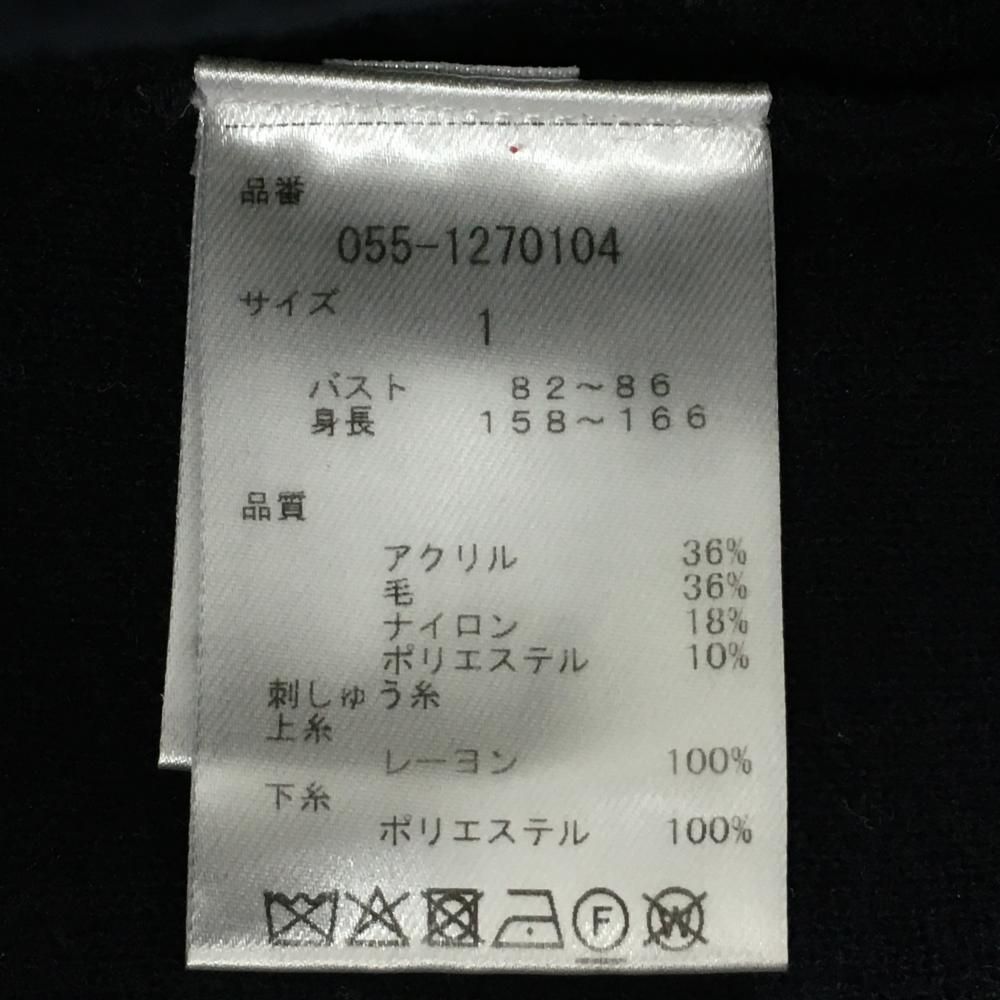 品番
055-1270104
サイズ
1
バスト 82～86
身長 158～166
品質
アクリル 36%
毛 36%
ナイロン 18%
ポリエステル 10%
刺しゅう糸
上糸
レーヨン 100%
下糸
ポリエステル 100%
F W